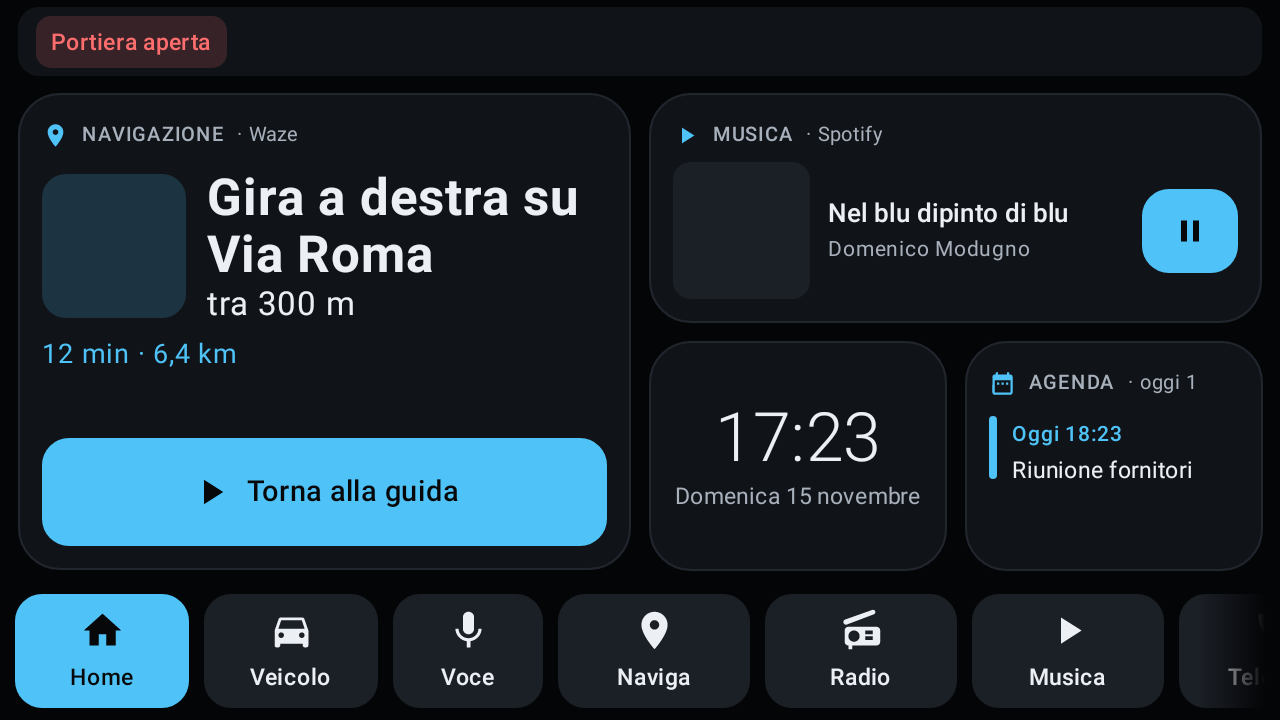 Portiera aperta
NAVIGAZIONE · Waze
Gira a destra su
Via Roma
tra 300 m
12 min · 6,4 km
Torna alla guida
MUSICA · Spotify
Nel blu dipinto di blu
Domenico Modugno
17:23
Domenica 15 novembre
AGENDA · oggi 1
Oggi 18:23
Riunione fornitori
Home
Veicolo
Voce
Naviga
Radio
Musica